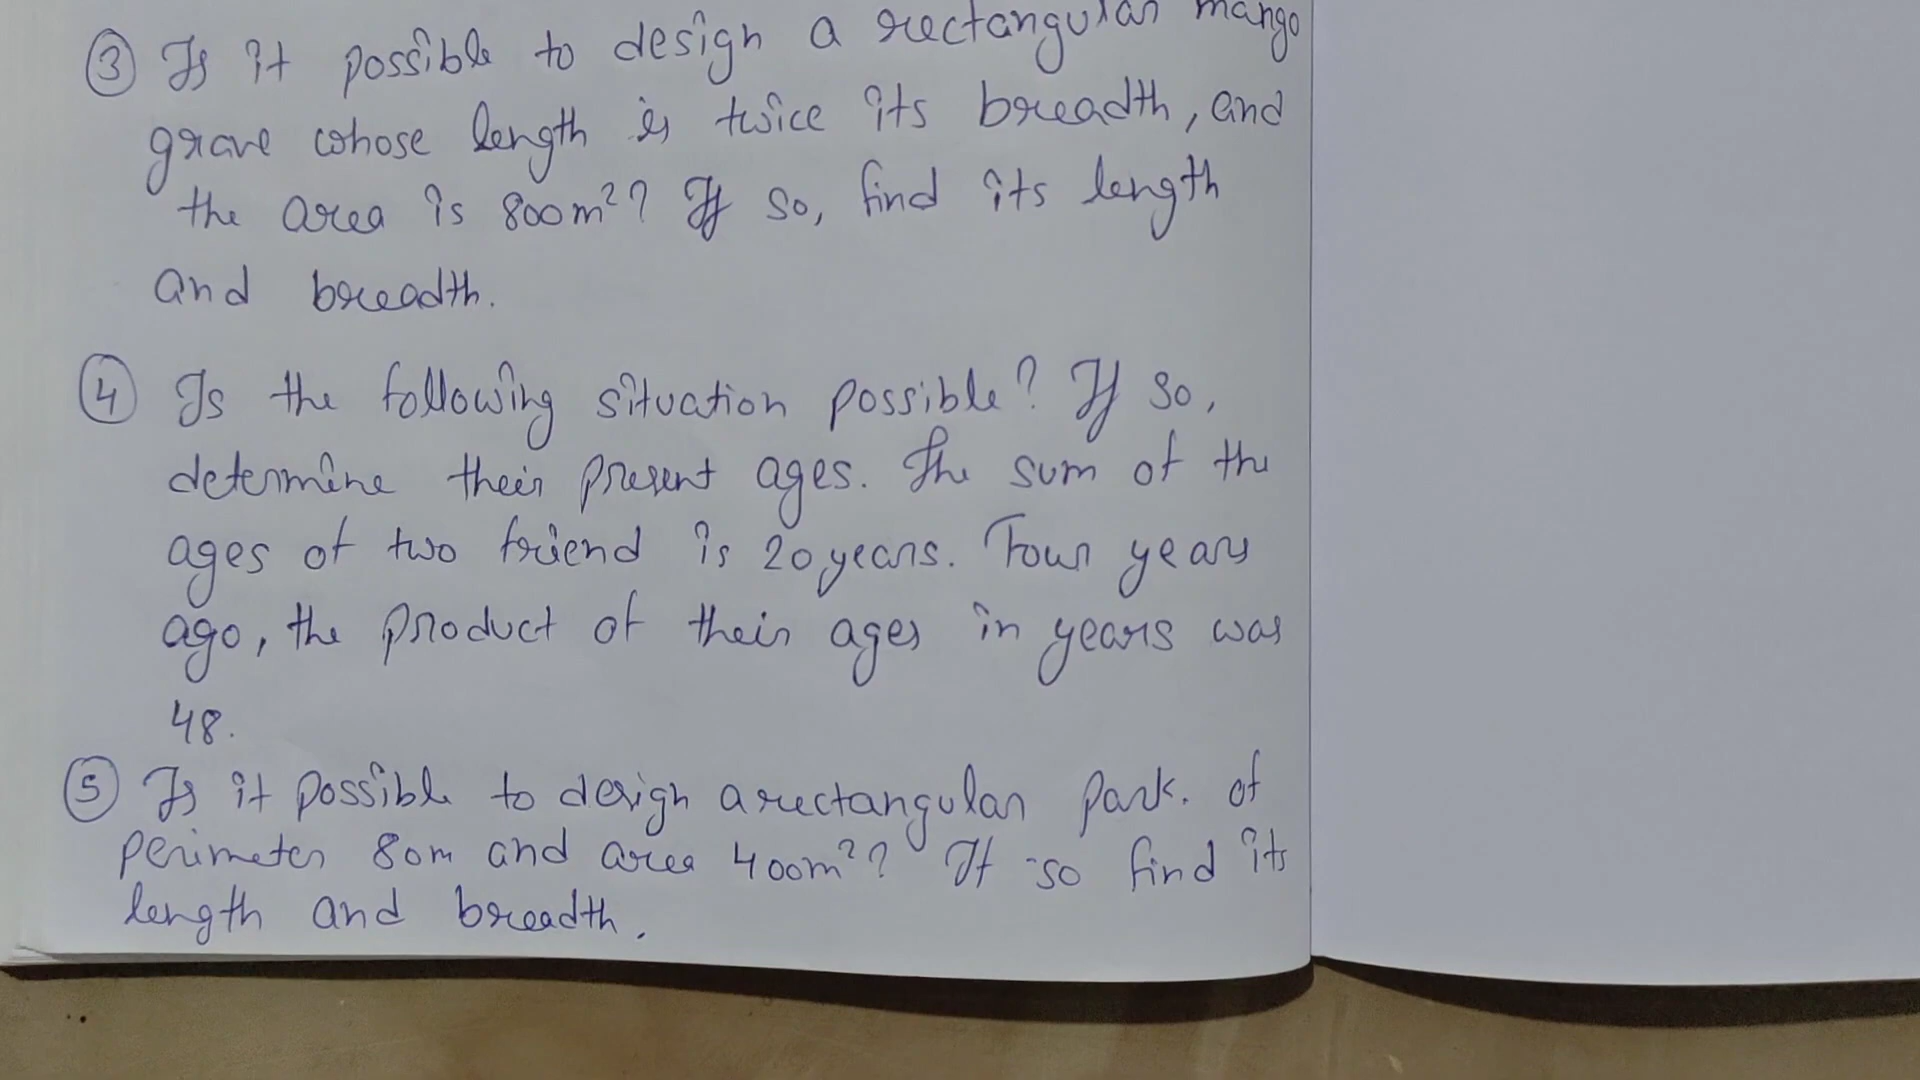 ③ Is it possible to design a rectangular mango
grave whose length is twice its breadth, and
the area is 800m²? If so, find its length
and breadth.
④ Is the following situation possible? If so,
determine their present ages. The sum of the
ages of two friend is 20 years. Four years
ago, the product of their ages in years was
48.
⑤ Is it possible to design a rectangular park. of
perimeter 80m and area 400m²? If so find its
length and breadth.